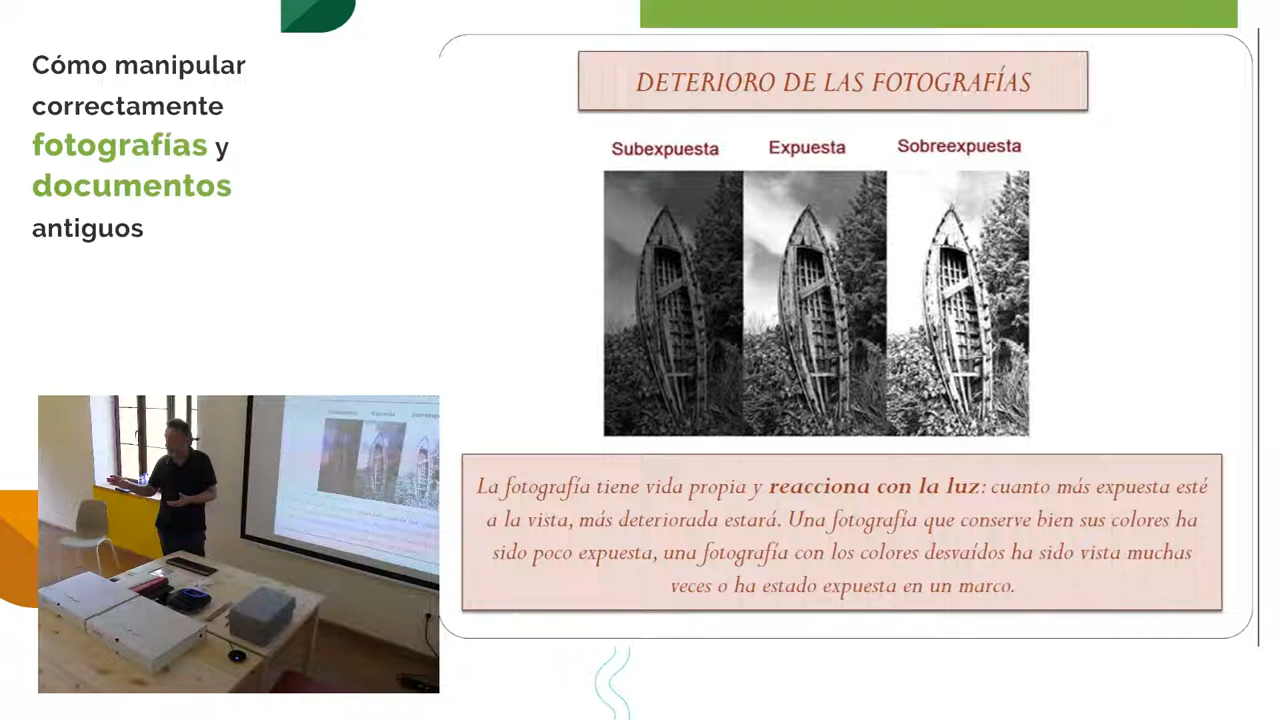 Cómo manipular
correctamente
fotografías y
documentos
antiguos
DETERIORO DE LAS FOTOGRAFÍAS
Subexpuesta Expuesta Sobreexpuesta
La fotografía tiene vida propia y reacciona con la luz: cuanto más expuesta esté
a la vista, más deteriorada estará. Una fotografía que conserve bien sus colores ha
sido poco expuesta, una fotografía con los colores desvaídos ha sido vista muchas
veces o ha estado expuesta en un marco.